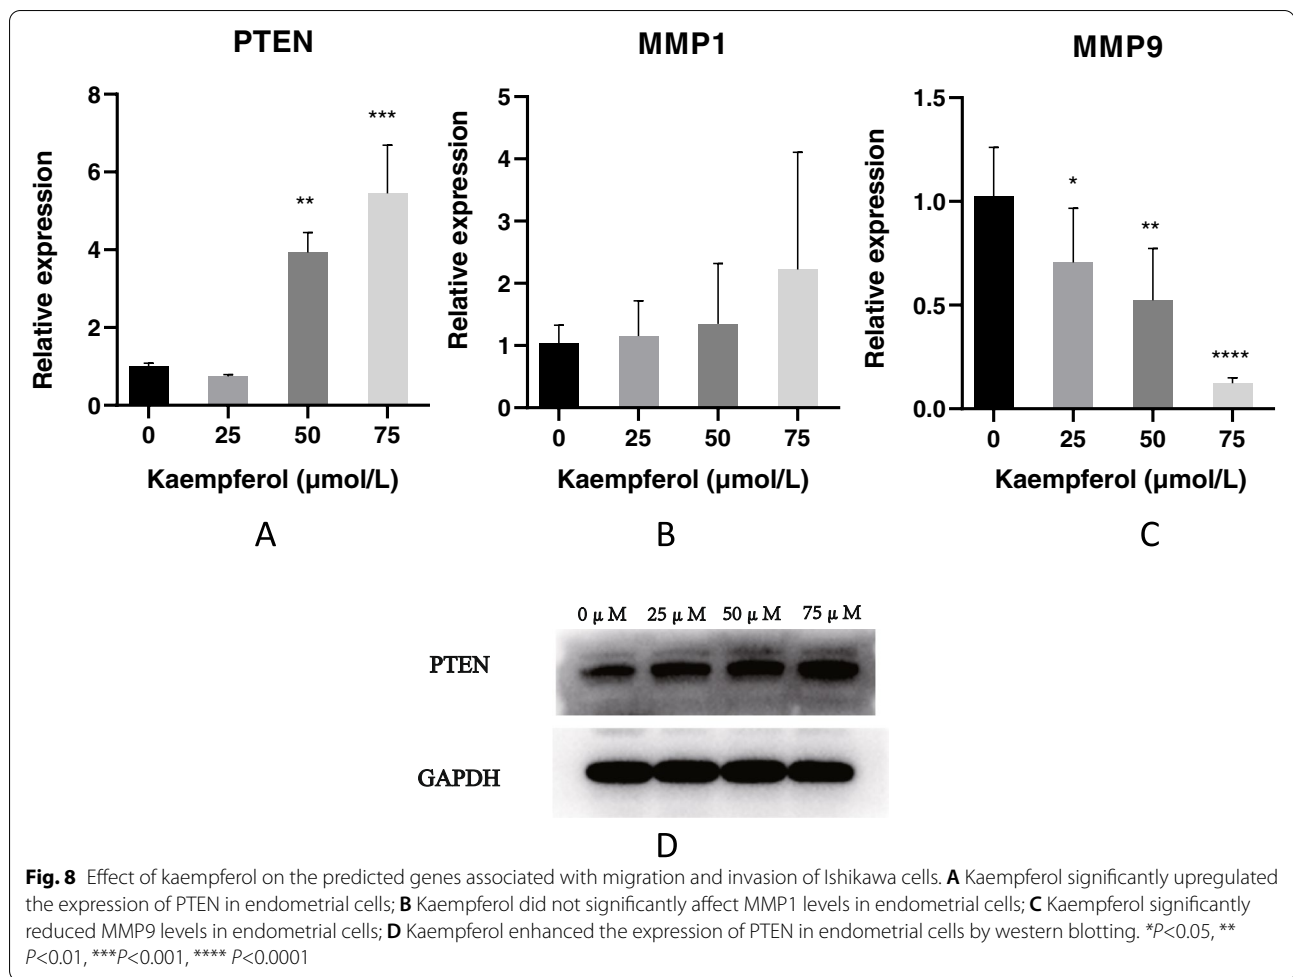 PTEN
MMP1
MMP9
Relative expression
8
6
4
2
0
**
***
0 25 50 75
Kaempferol (μmol/L)
A
Relative expression
5
4
3
2
1
0
0 25 50 75
Kaempferol (μmol/L)
B
Relative expression
1.5
1.0
0.5
0.0
*
**
****
0 25 50 75
Kaempferol (μmol/L)
C
0 μ M 25 μ M 50 μ M 75 μ M
PTEN
GAPDH
D
Fig. 8 Effect of kaempferol on the predicted genes associated with migration and invasion of Ishikawa cells. A Kaempferol significantly upregulated
the expression of PTEN in endometrial cells; B Kaempferol did not significantly affect MMP1 levels in endometrial cells; C Kaempferol significantly
reduced MMP9 levels in endometrial cells; D Kaempferol enhanced the expression of PTEN in endometrial cells by western blotting. *P<0.05, **
P<0.01, ***P<0.001, **** P<0.0001